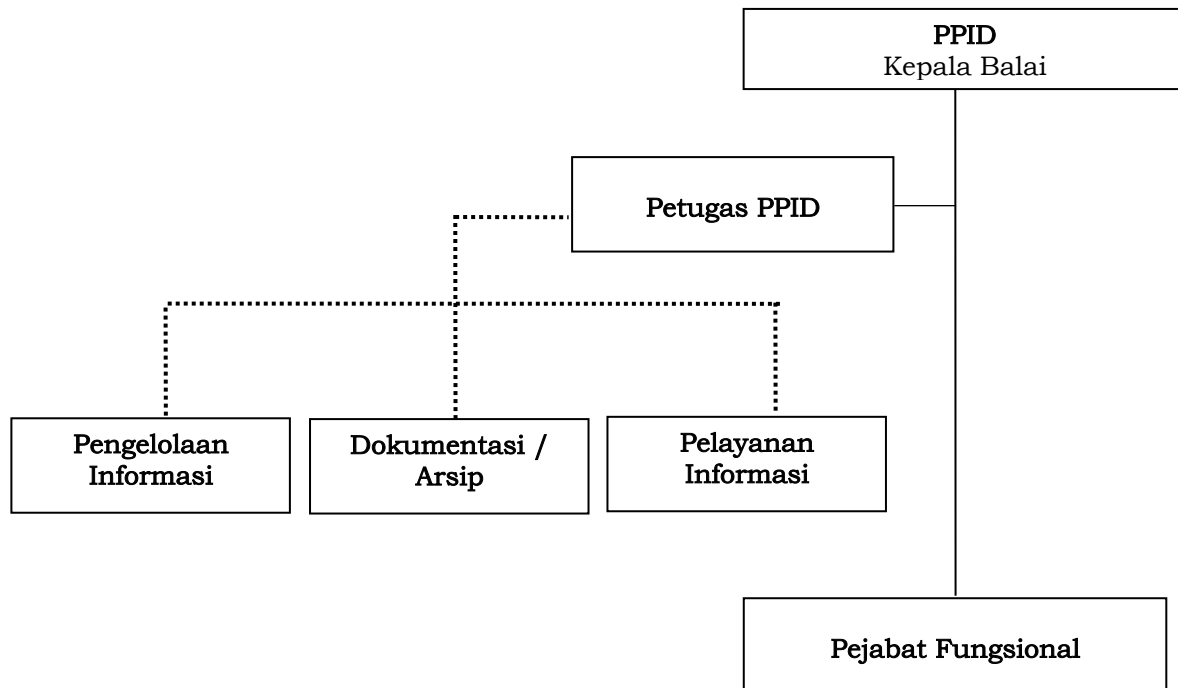 PPID
Kepala Balai
Petugas PPID
Pengelolaan
Informasi
Dokumentasi /
Arsip
Pelayanan
Informasi
Pejabat Fungsional